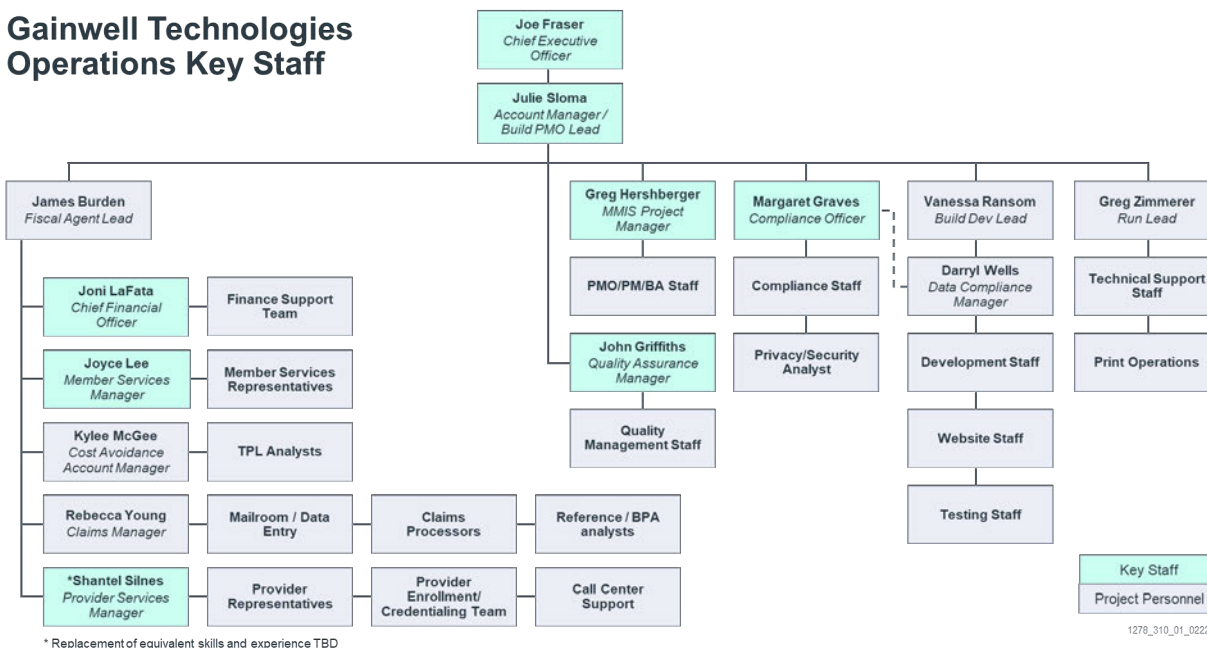 Gainwell Technologies
Operations Key Staff
Joe Fraser
Chief Executive
Officer
Julie Sloma
Account Manager /
Build PMO Lead
James Burden
Fiscal Agent Lead
Greg Hershberger
MMIS Project
Manager
Margaret Graves
Compliance Officer
Vanessa Ransom
Build Dev Lead
Greg Zimmerer
Run Lead
Joni LaFata
Chief Financial
Officer
Finance Support
Team
PMO/PM/BA Staff
Compliance Staff
Darryl Wells
Data Compliance
Manager
Technical Support
Staff
Joyce Lee
Member Services
Manager
Member Services
Representatives
John Griffiths
Quality Assurance
Manager
Privacy/Security
Analyst
Development Staff
Print Operations
Kylee McGee
Cost Avoidance
Account Manager
TPL Analysts
Quality
Management Staff
Website Staff
Rebecca Young
Claims Manager
Mailroom / Data
Entry
Claims
Processors
Reference / BPA
analysts
Testing Staff
*Shantel Silnes
Provider Services
Manager
Provider
Representatives
Provider
Enrollment/
Credentialing Team
Call Center
Support
Key Staff
Project Personnel
1278_310_01_0222
* Replacement of equivalent skills and experience TBD